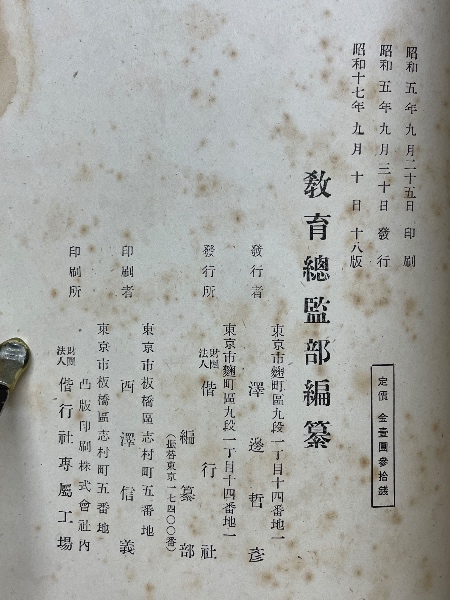 昭和五年九月二十五日印刷
昭和五年九月三十日發行
昭和十七年九月十日十八版
定價 金壹圓參拾錢
敎育總監部編纂
東京市麴町區九段一丁目十四番地一
發行者 澤邊哲彥
東京市麴町區九段一丁目十四番地一
發行所 財團法人 偕行社
編纂部
(振替東京一七四〇〇番)
東京市板橋區志村町五番地
印刷者 西澤信義
東京市板橋區志村町五番地
凸版印刷株式會社內
印刷所 財團法人 偕行社專屬工場